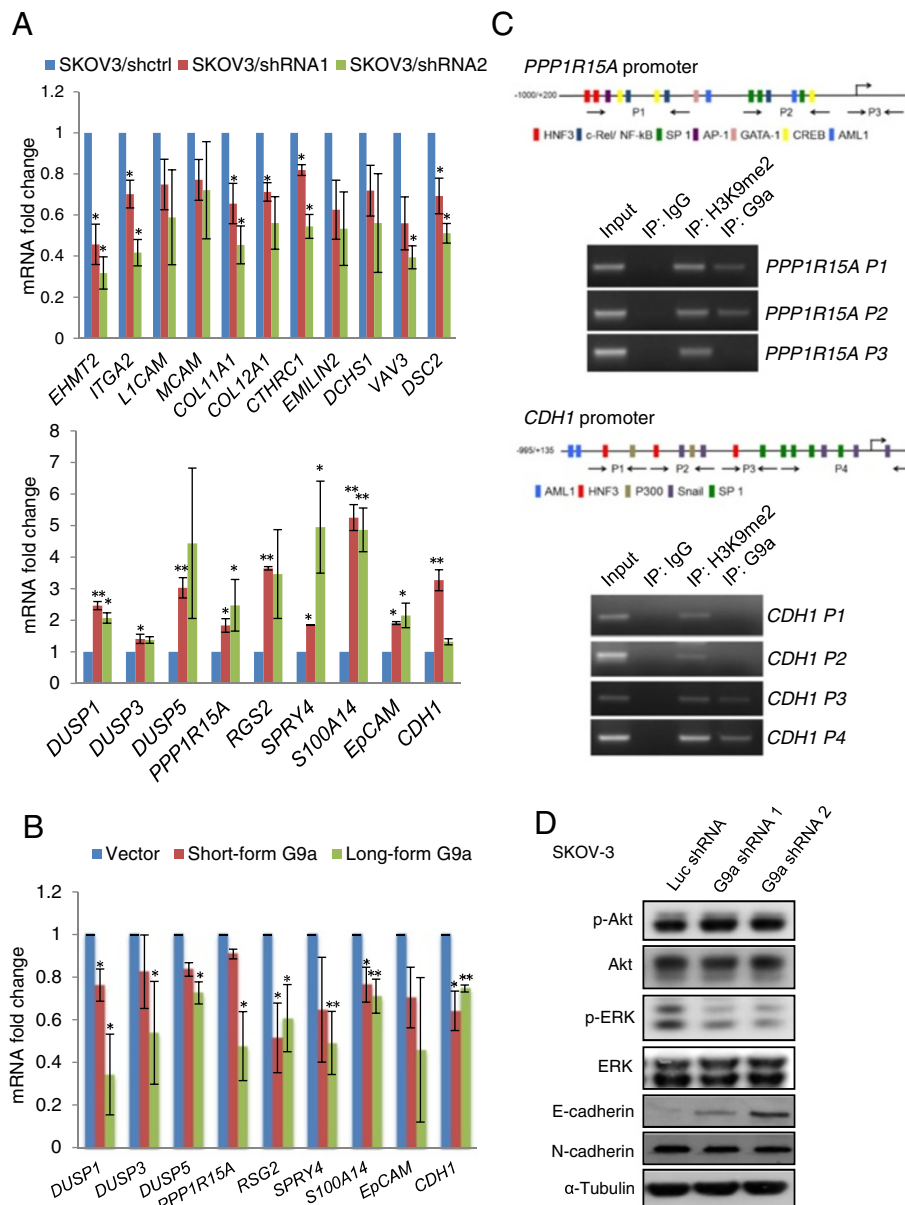 A
SKOV3/shctrl SKOV3/shRNA1 SKOV3/shRNA2
mRNA fold change
1.2
1
0.8
0.6
0.4
0.2
0
* * * * * * * * * * * * *
EHMT2 ITGA2 L1CAM MCAM COL11A1 COL12A1 CTHRC1 EMILIN2 DCHS1 VAV3 DSC2
mRNA fold change
8
7
6
5
4
3
2
1
0
** * * ** * * ** * * ** ** * * **
DUSP1 DUSP3 DUSP5 PPP1R15A RGS2 SPRY4 S100A14 EpCAM CDH1
B
Vector Short-form G9a Long-form G9a
mRNA fold change
1.2
1
0.8
0.6
0.4
0.2
0
* * * * * * * ** * ** * **
DUSP1 DUSP3 DUSP5 PPP1R15A RSG2 SPRY4 S100A14 EpCAM CDH1
C
PPP1R15A promoter
-1000/+200
P1 P2 P3
HNF3 c-Rel/ NF-kB SP 1 AP-1 GATA-1 CREB AML1
Input IP: IgG IP: H3K9me2 IP: G9a
PPP1R15A P1
PPP1R15A P2
PPP1R15A P3
CDH1 promoter
-995/+135
P1 P2 P3 P4
AML1 HNF3 P300 Snail SP 1
Input IP: IgG IP: H3K9me2 IP: G9a
CDH1 P1
CDH1 P2
CDH1 P3
CDH1 P4
D
SKOV-3
Luc shRNA G9a shRNA 1 G9a shRNA 2
p-Akt
Akt
p-ERK
ERK
E-cadherin
N-cadherin
α-Tubulin